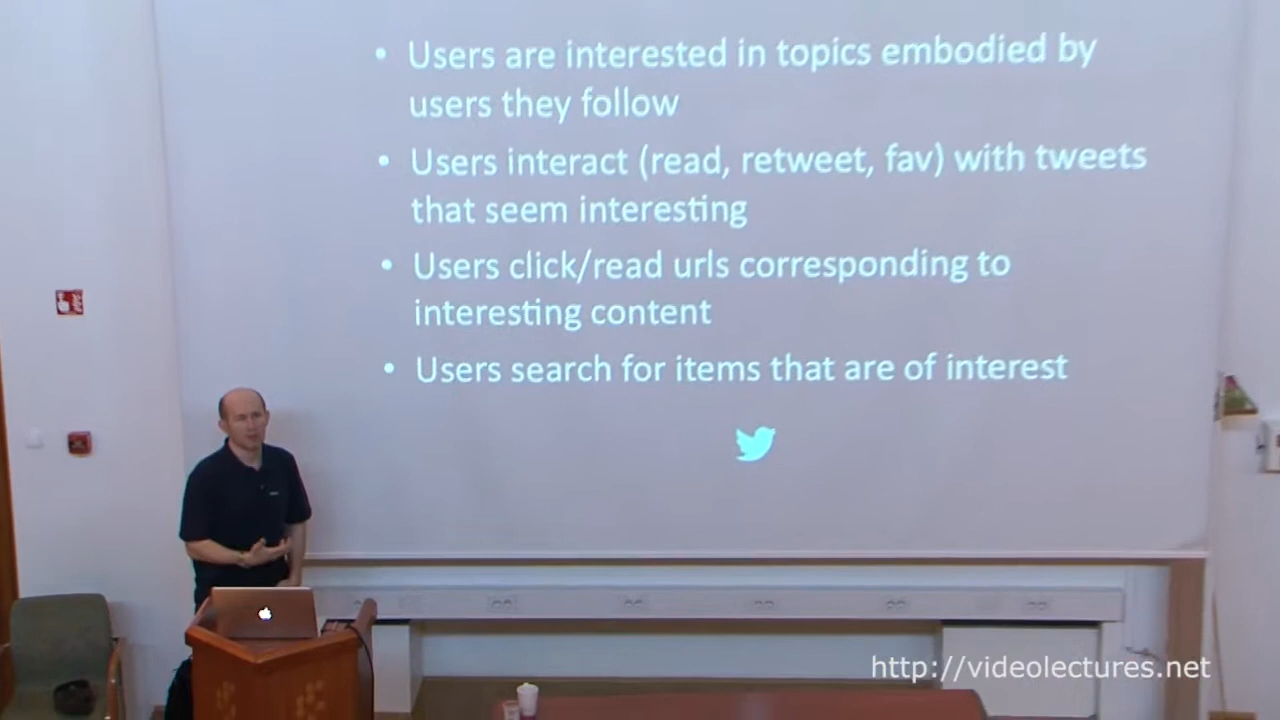 • Users are interested in topics embodied by
users they follow
• Users interact (read, retweet, fav) with tweets
that seem interesting
• Users click/read urls corresponding to
interesting content
• Users search for items that are of interest
http://videolectures.net